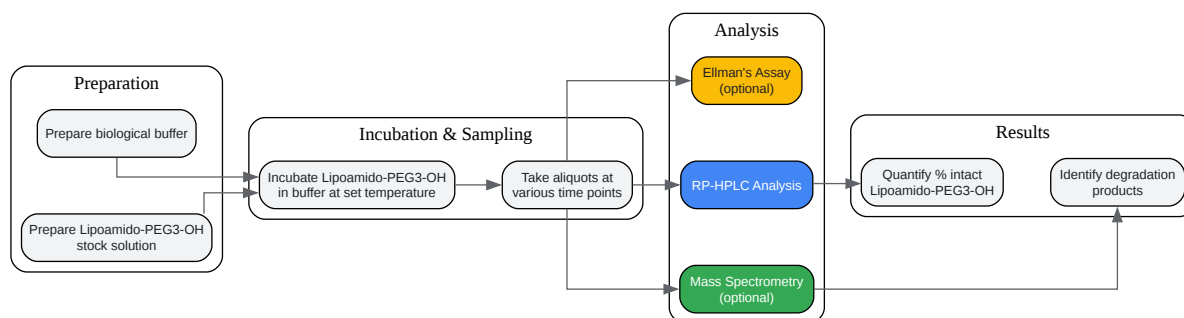 Preparation
Prepare biological buffer
Prepare Lipoamido-PEG3-OH
stock solution
Incubation & Sampling
Incubate Lipoamido-PEG3-OH
in buffer at set temperature
Take aliquots at
various time points
Analysis
Ellman's Assay
(optional)
RP-HPLC Analysis
Mass Spectrometry
(optional)
Results
Quantify % intact
Lipoamido-PEG3-OH
Identify degradation
products